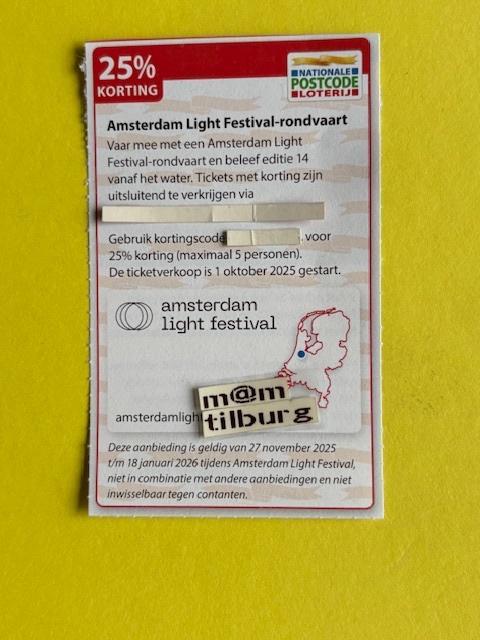 25%
KORTING
NATIONALE
POSTCODE
LOTERIJ
Amsterdam Light Festival-rondvaart
Vaar mee met een Amsterdam Light
Festival-rondvaart en beleef editie 14
vanaf het water. Tickets met korting zijn
uitsluitend te verkrijgen via
Gebruik kortingscode , voor
25% korting (maximaal 5 personen).
De ticketverkoop is 1 oktober 2025 gestart.
amsterdam
light festival
m@m
amsterdamligh tilburg
Deze aanbieding is geldig van 27 november 2025
t/m 18 januari 2026 tijdens Amsterdam Light Festival,
niet in combinatie met andere aanbiedingen en niet
inwisselbaar tegen contanten.